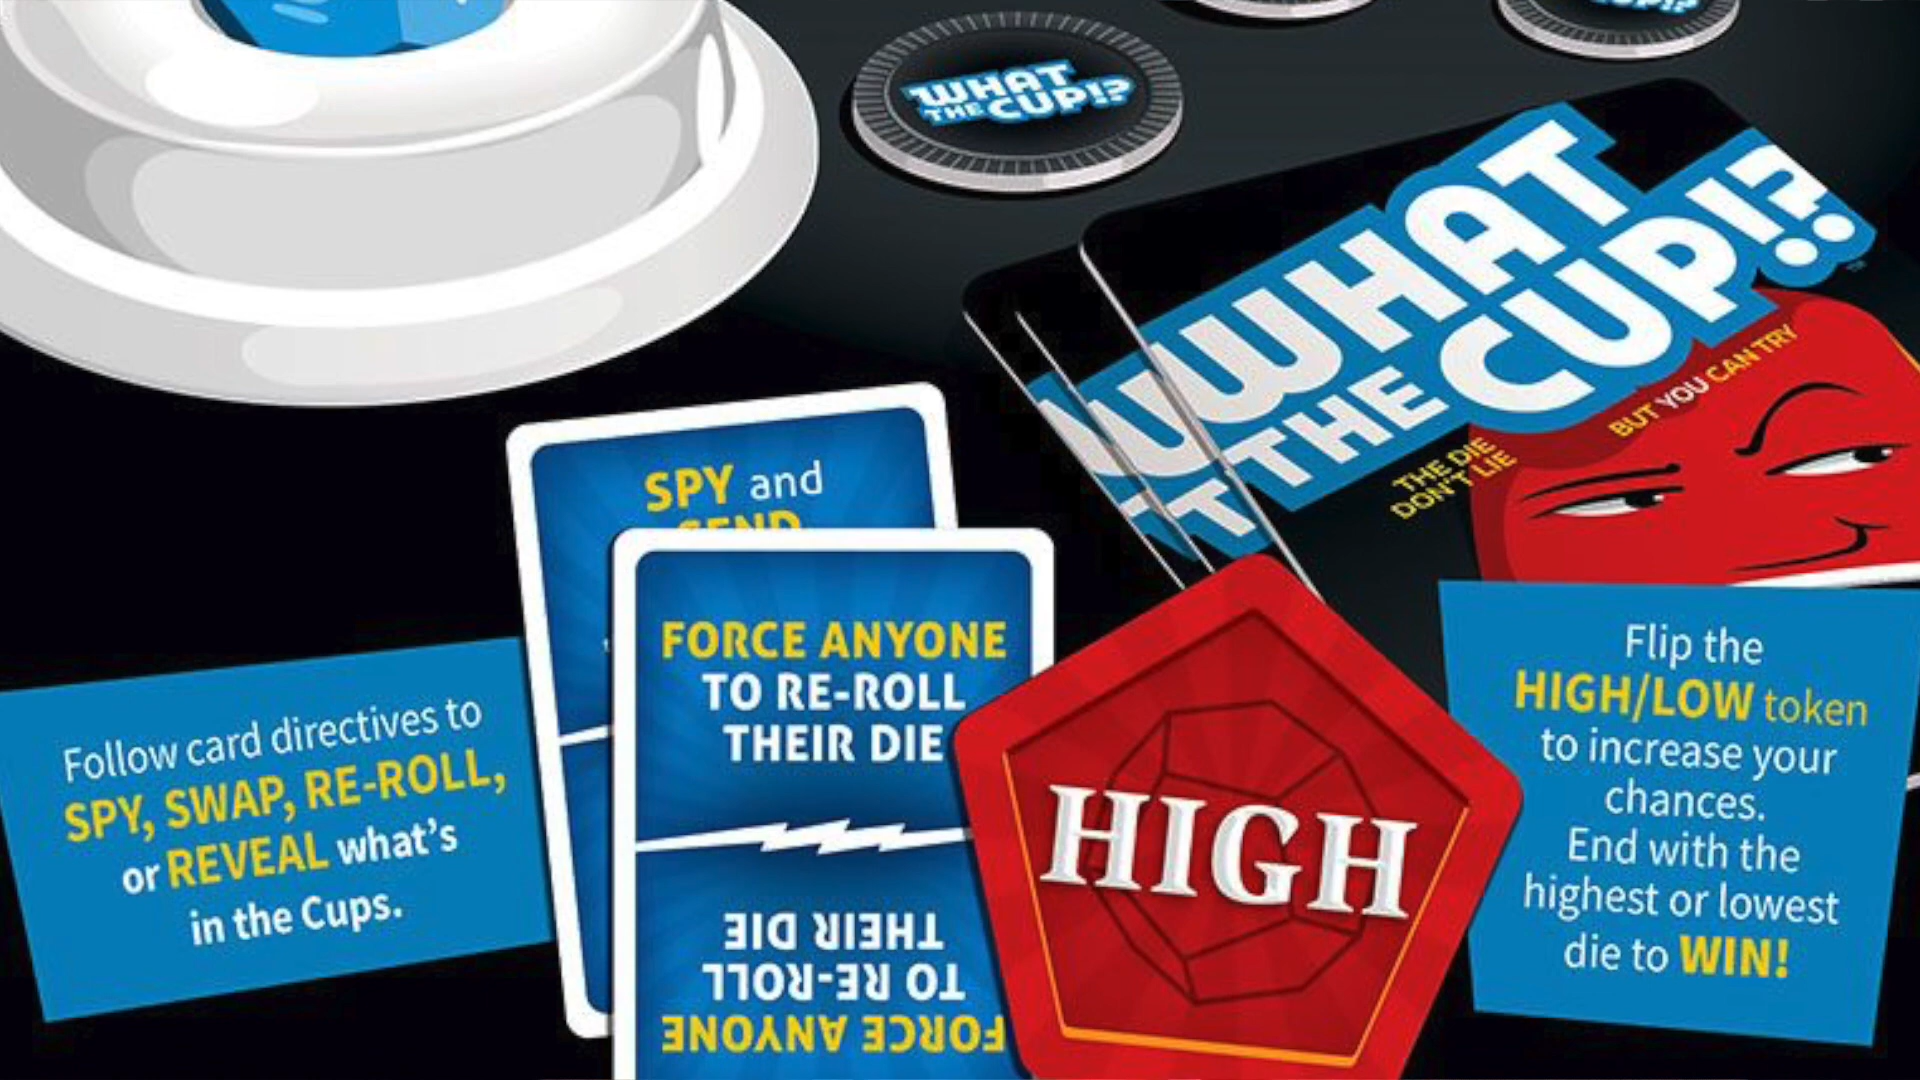 WHAT
THE CUP!?
CUP!?
WHAT
THE CUP!?
THE DIE
DON'T LIE
BUT YOU CAN TRY
SPY and
SEND
FORCE ANYONE
TO RE-ROLL
THEIR DIE
FORCE ANYONE
TO RE-ROLL
THEIR DIE
HIGH
Follow card directives to
SPY, SWAP, RE-ROLL,
or REVEAL what's
in the Cups.
Flip the
HIGH/LOW token
to increase your
chances.
End with the
highest or lowest
die to WIN!